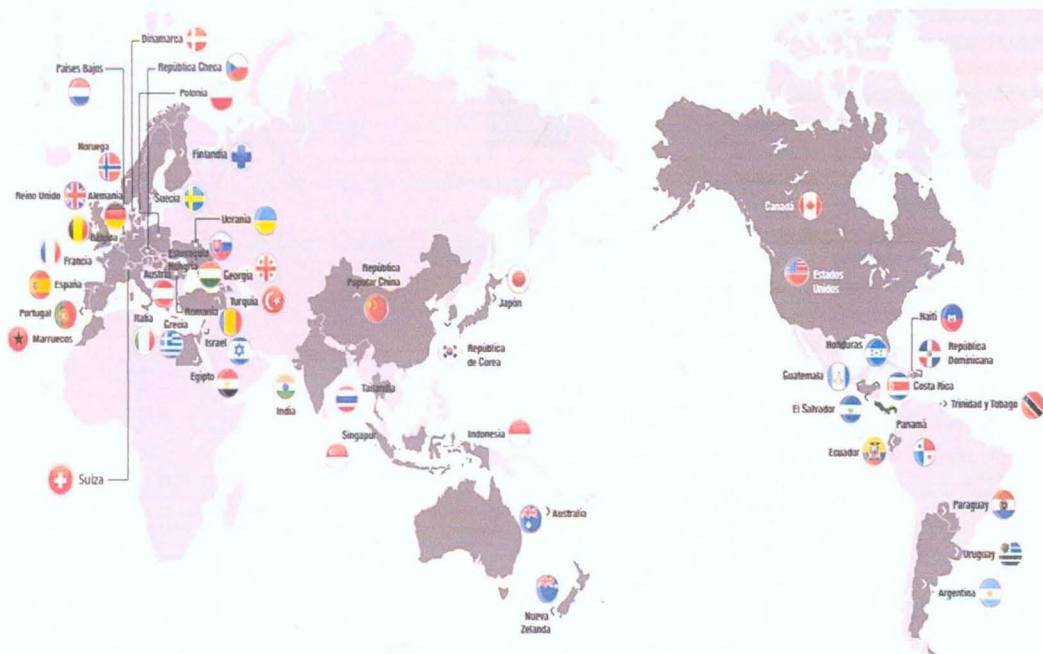 Dinamarca
Países Bajos
República Checa
Polonia
Noruega
Finlandia
Reino Unido
Alemania
Suecia
Ucrania
Bélgica
Francia
Eslovaquia
Hungría
Georgia
España
Austria
Portugal
Italia
Grecia
Romania
Turquía
Marruecos
Israel
Egipto
Suiza
República
Popular China
Japón
República
de Corea
India
Tailandia
Singapur
Indonesia
Australia
Nueva
Zelanda
Canadá
Estados
Unidos
Haití
Honduras
República
Dominicana
Guatemala
Costa Rica
El Salvador
Trinidad y Tobago
Panamá
Ecuador
Paraguay
Uruguay
Argentina